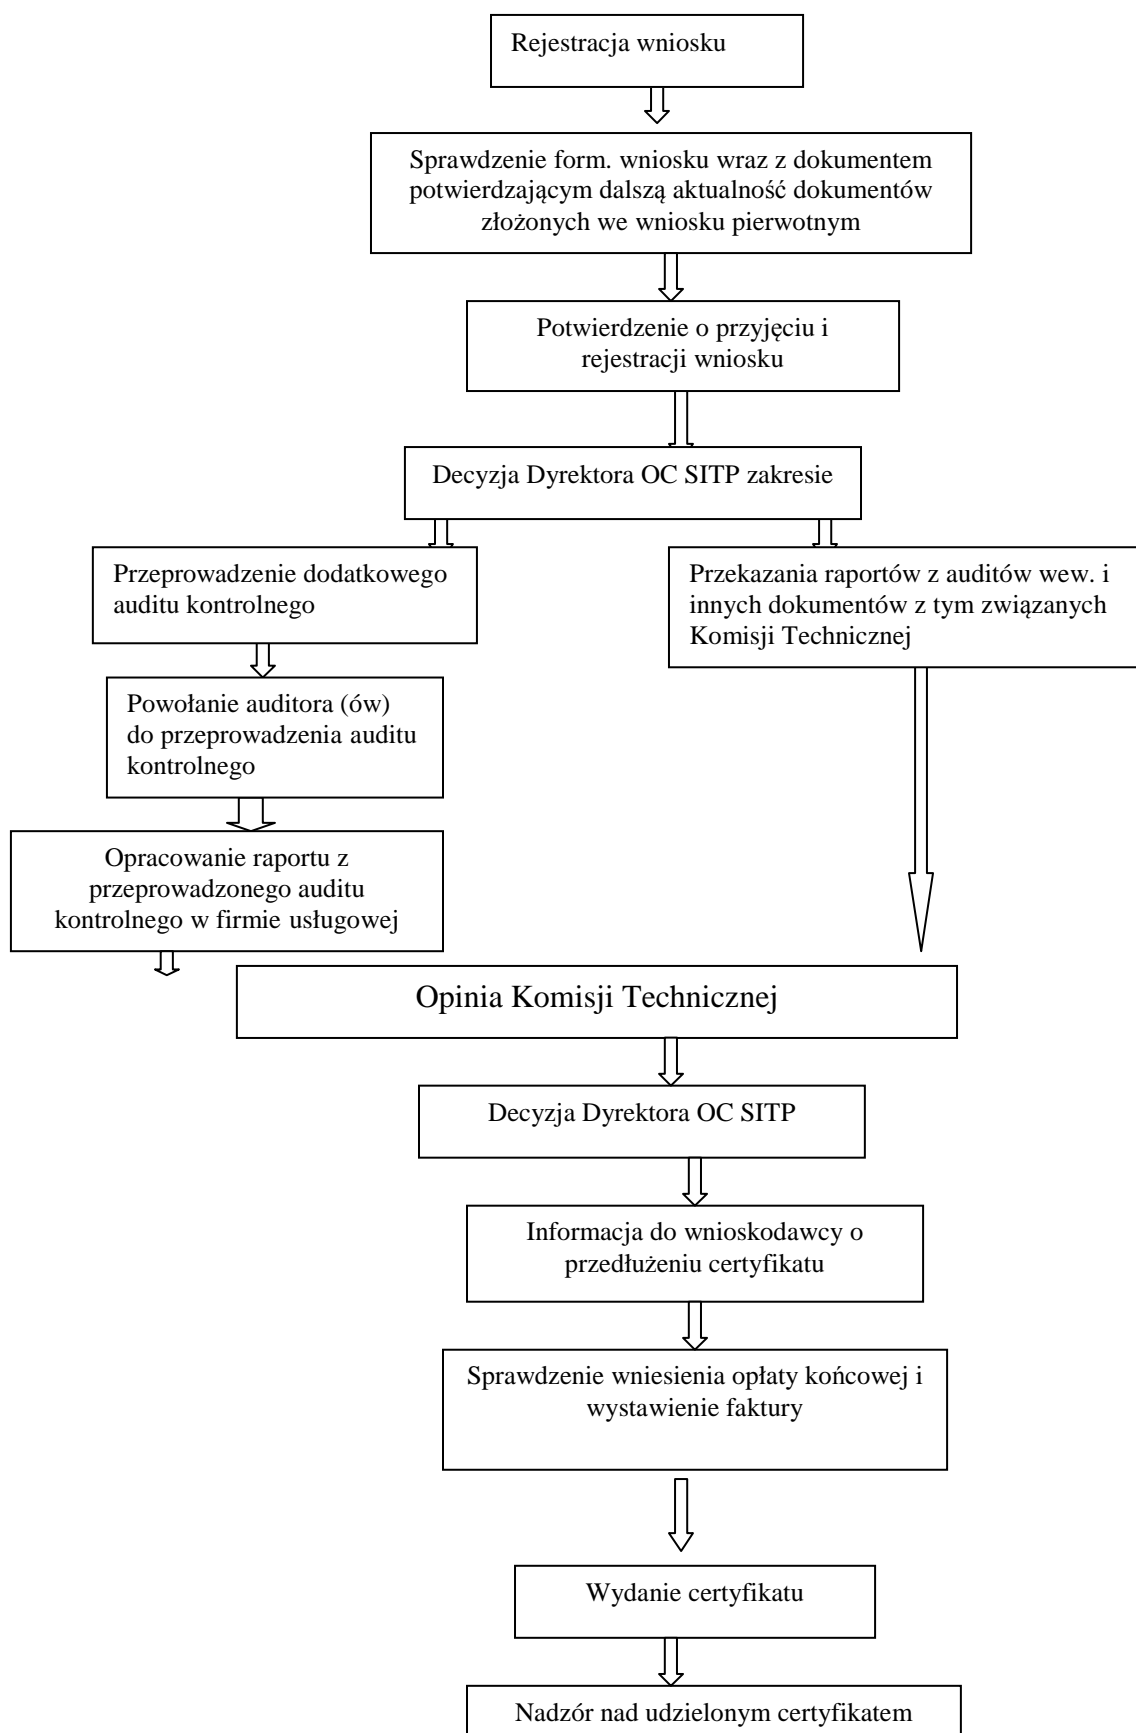 Rejestracja wniosku
Sprawdzenie form. wniosku wraz z dokumentem
potwierdzającym dalszą aktualność dokumentów
złożonych we wniosku pierwotnym
Potwierdzenie o przyjęciu i
rejestracji wniosku
Decyzja Dyrektora OC SITP zakresie
Przeprowadzenie dodatkowego
auditu kontrolnego
Przekazania raportów z auditów wew. i
innych dokumentów z tym związanych
Komisji Technicznej
Powołanie auditora (ów)
do przeprowadzenia auditu
kontrolnego
Opracowanie raportu z
przeprowadzonego auditu
kontrolnego w firmie usługowej
Opinia Komisji Technicznej
Decyzja Dyrektora OC SITP
Informacja do wnioskodawcy o
przedłużeniu certyfikatu
Sprawdzenie wniesienia opłaty końcowej i
wystawienie faktury
Wydanie certyfikatu
Nadzór nad udzielonym certyfikatem